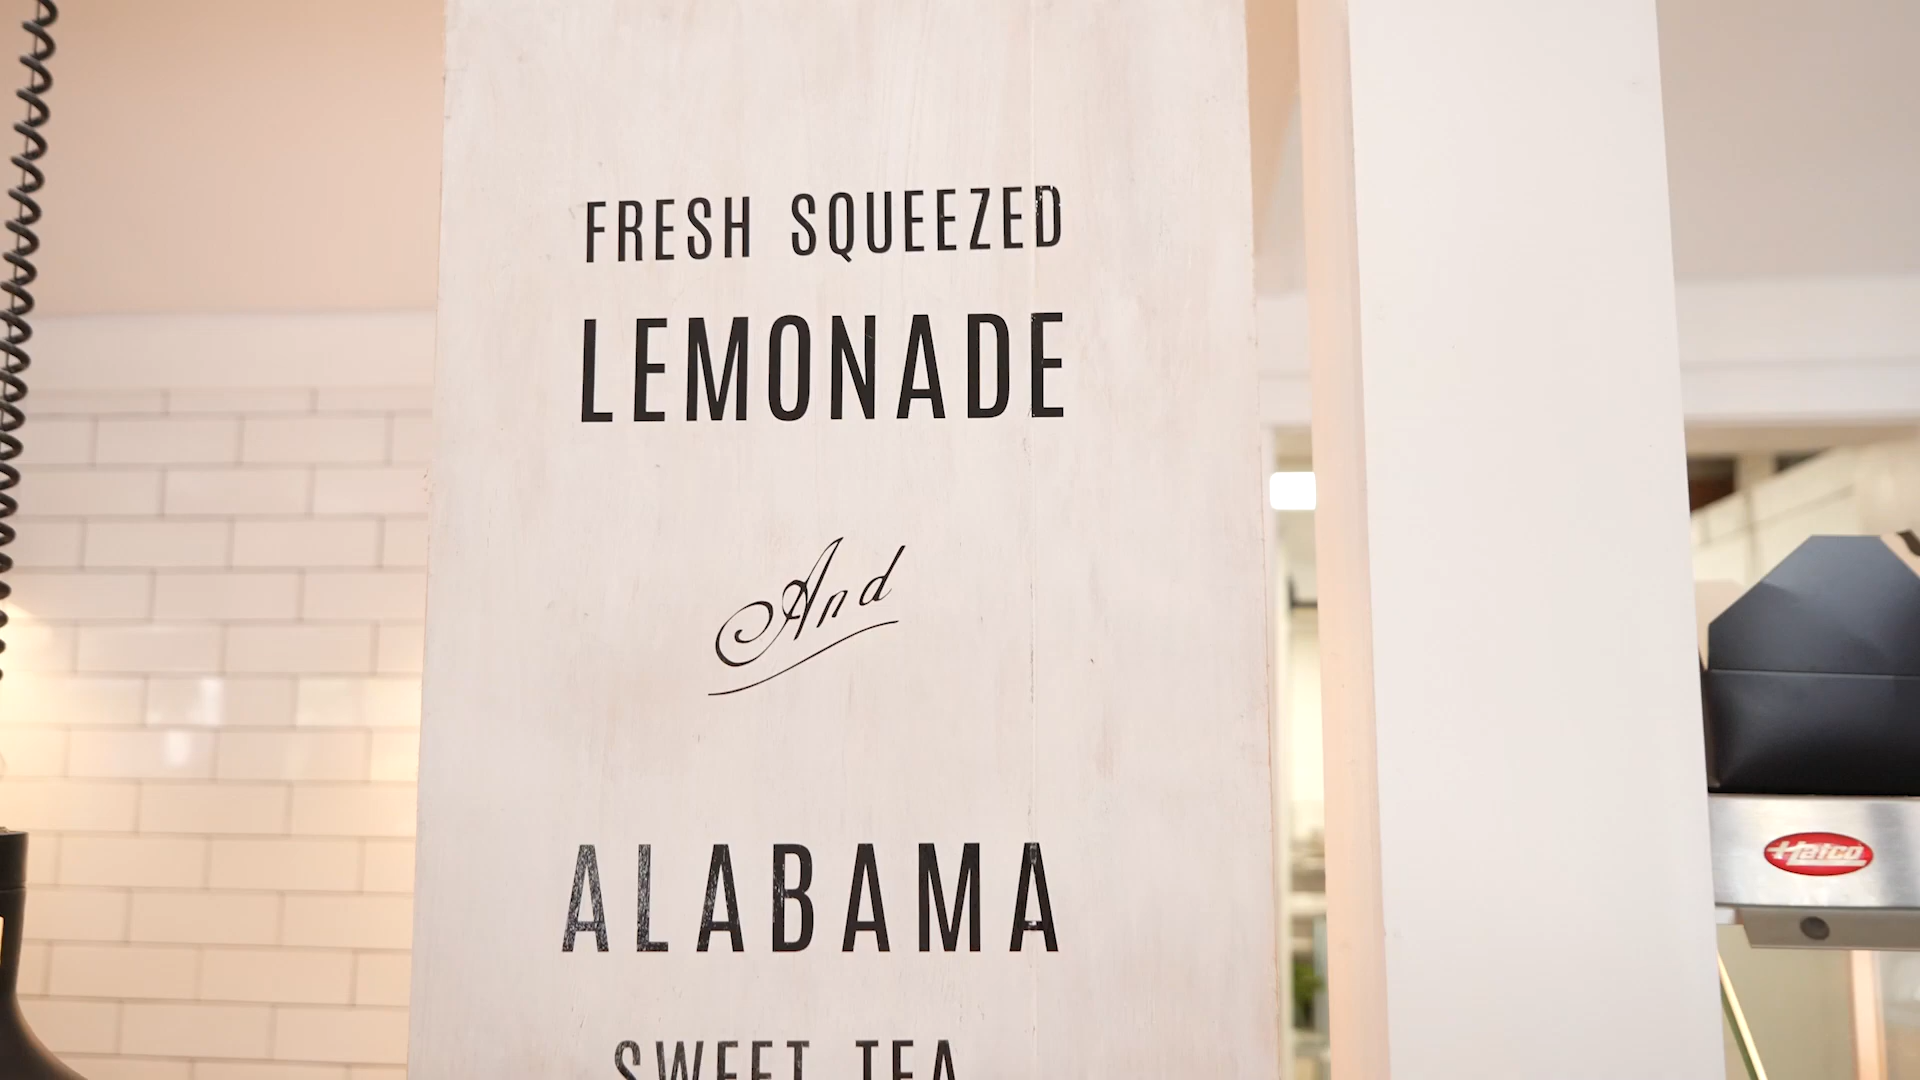 FRESH SQUEEZED
LEMONADE
And
ALABAMA
SWEET TEA
Hatco